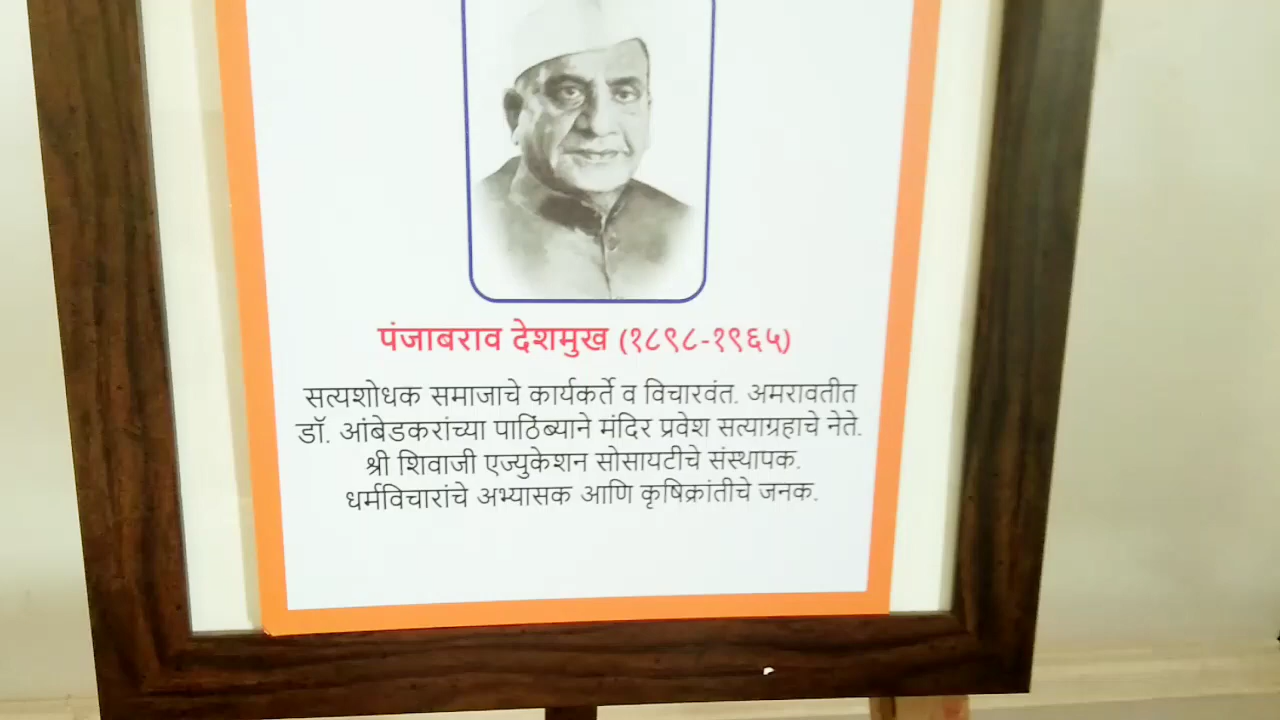 पंजाबराव देशमुख (१८९८-१९६५)
सत्यशोधक समाजाचे कार्यकर्ते व विचारवंत. अमरावतीत
डॉ. आंबेडकरांच्या पाठिंब्याने मंदिर प्रवेश सत्याग्रहाचे नेते.
श्री शिवाजी एज्युकेशन सोसायटीचे संस्थापक.
धर्मविचारांचे अभ्यासक आणि कृषिक्रांतीचे जनक.